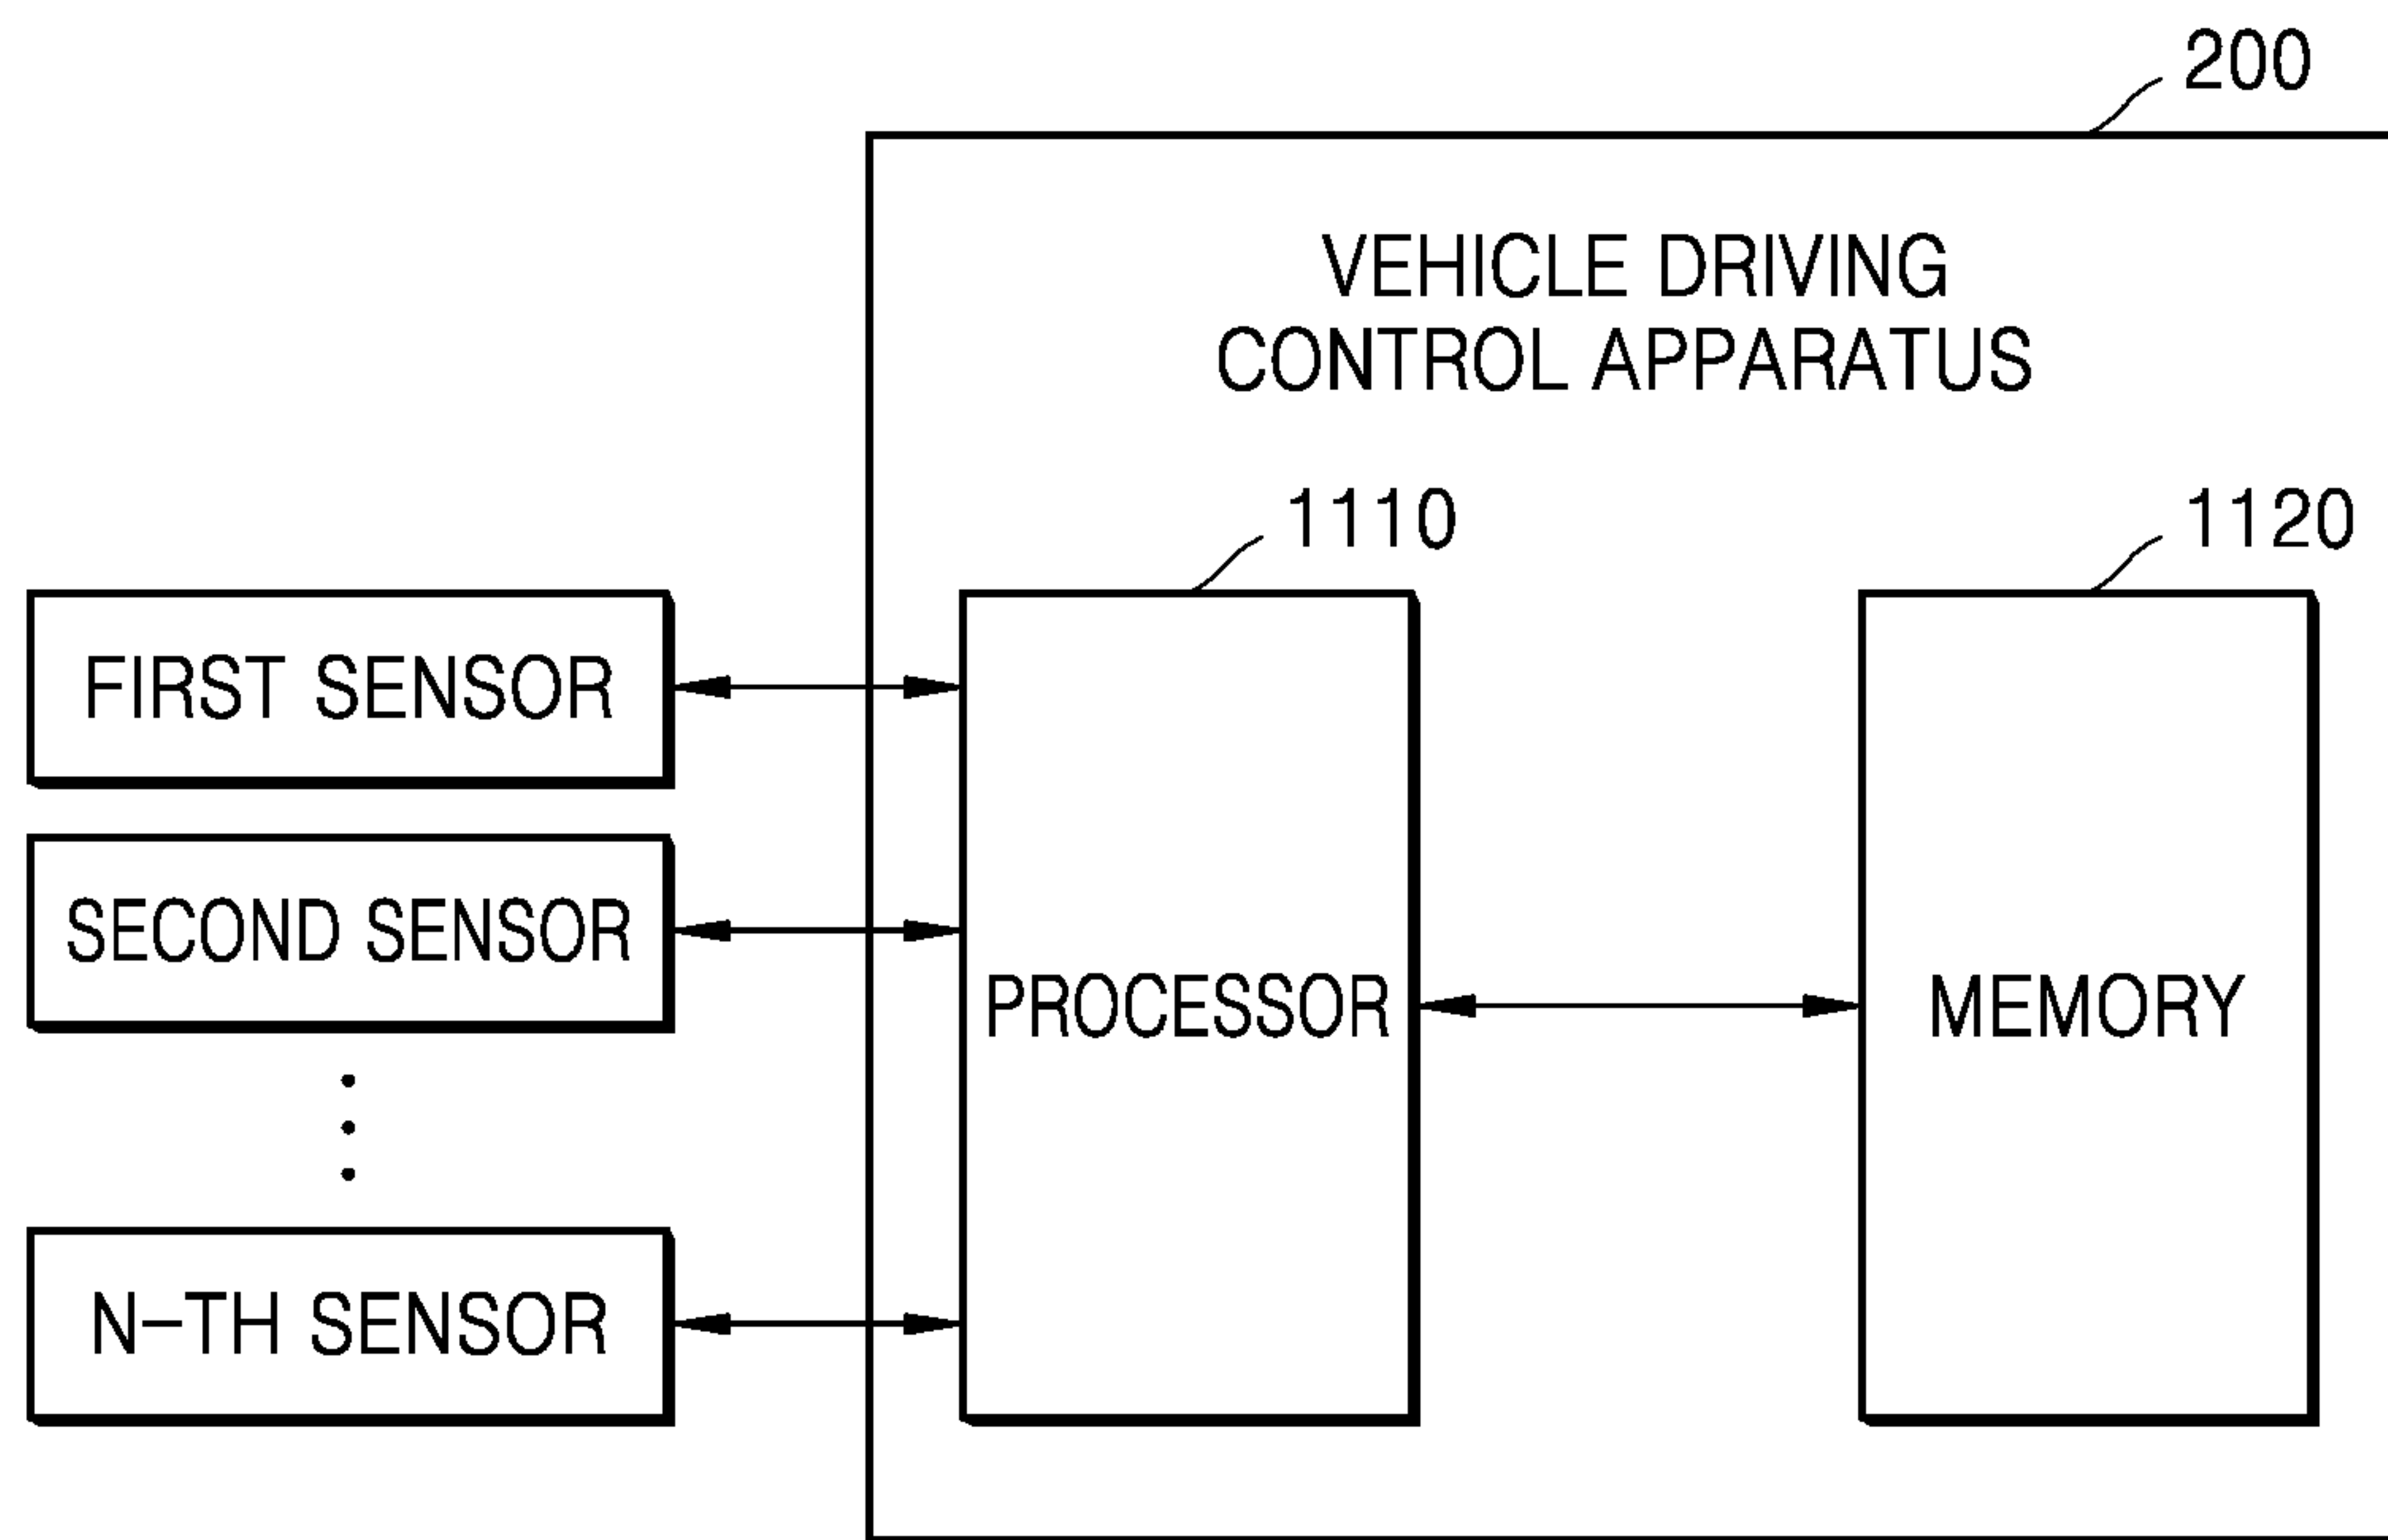 200
VEHICLE DRIVING
CONTROL APPARATUS
1110
1120
FIRST SENSOR
SECOND SENSOR
PROCESSOR
MEMORY
N-TH SENSOR